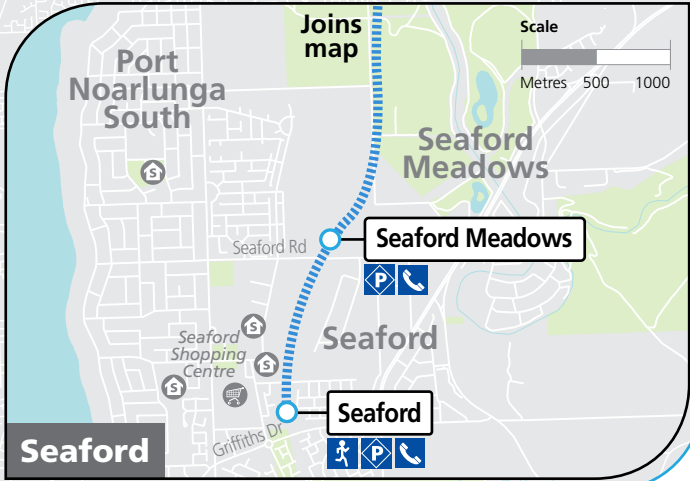 Joins
map
Scale
Metres 500 1000
Port
Noarlunga
South
Seaford
Meadows
S
Seaford Rd
Seaford Meadows
P
S
Seaford
Shopping
Centre
S
S
Seaford
Seaford
Griffiths Dr
P
Seaford